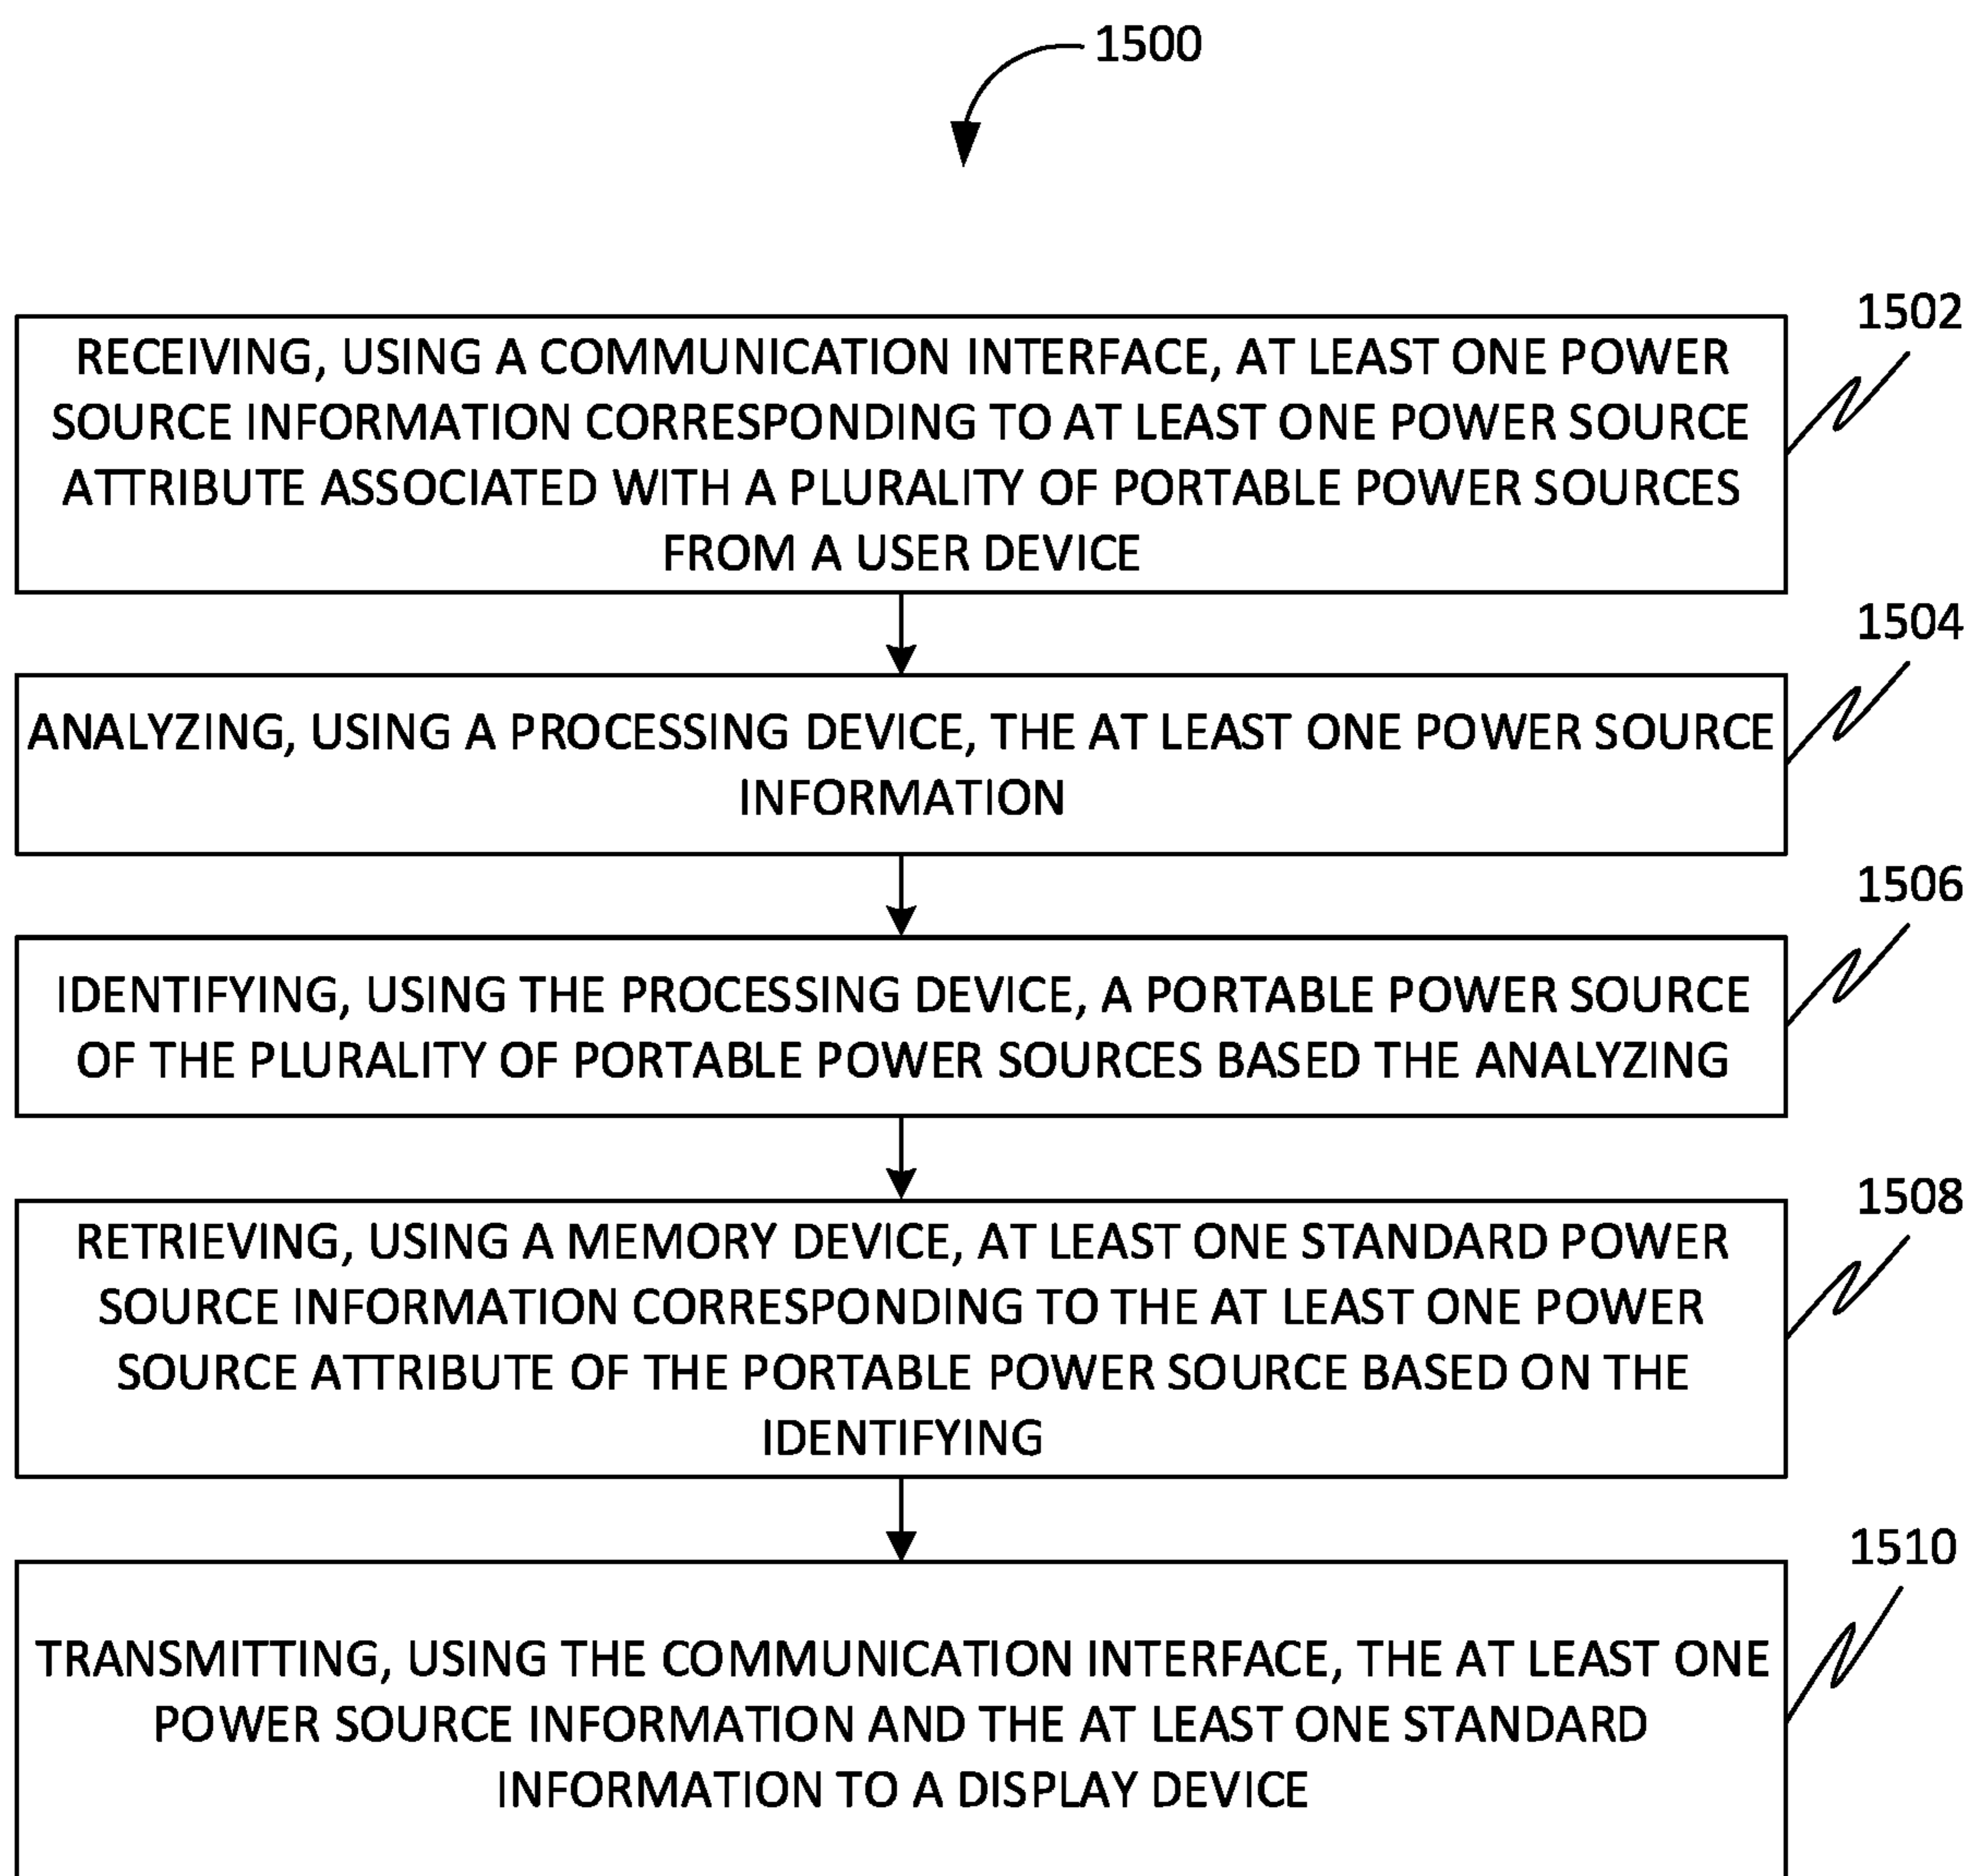 1500
1502
RECEIVING, USING A COMMUNICATION INTERFACE, AT LEAST ONE POWER
SOURCE INFORMATION CORRESPONDING TO AT LEAST ONE POWER SOURCE
ATTRIBUTE ASSOCIATED WITH A PLURALITY OF PORTABLE POWER SOURCES
FROM A USER DEVICE
1504
ANALYZING, USING A PROCESSING DEVICE, THE AT LEAST ONE POWER SOURCE
INFORMATION
1506
IDENTIFYING, USING THE PROCESSING DEVICE, A PORTABLE POWER SOURCE
OF THE PLURALITY OF PORTABLE POWER SOURCES BASED THE ANALYZING
1508
RETRIEVING, USING A MEMORY DEVICE, AT LEAST ONE STANDARD POWER
SOURCE INFORMATION CORRESPONDING TO THE AT LEAST ONE POWER
SOURCE ATTRIBUTE OF THE PORTABLE POWER SOURCE BASED ON THE
IDENTIFYING
1510
TRANSMITTING, USING THE COMMUNICATION INTERFACE, THE AT LEAST ONE
POWER SOURCE INFORMATION AND THE AT LEAST ONE STANDARD
INFORMATION TO A DISPLAY DEVICE